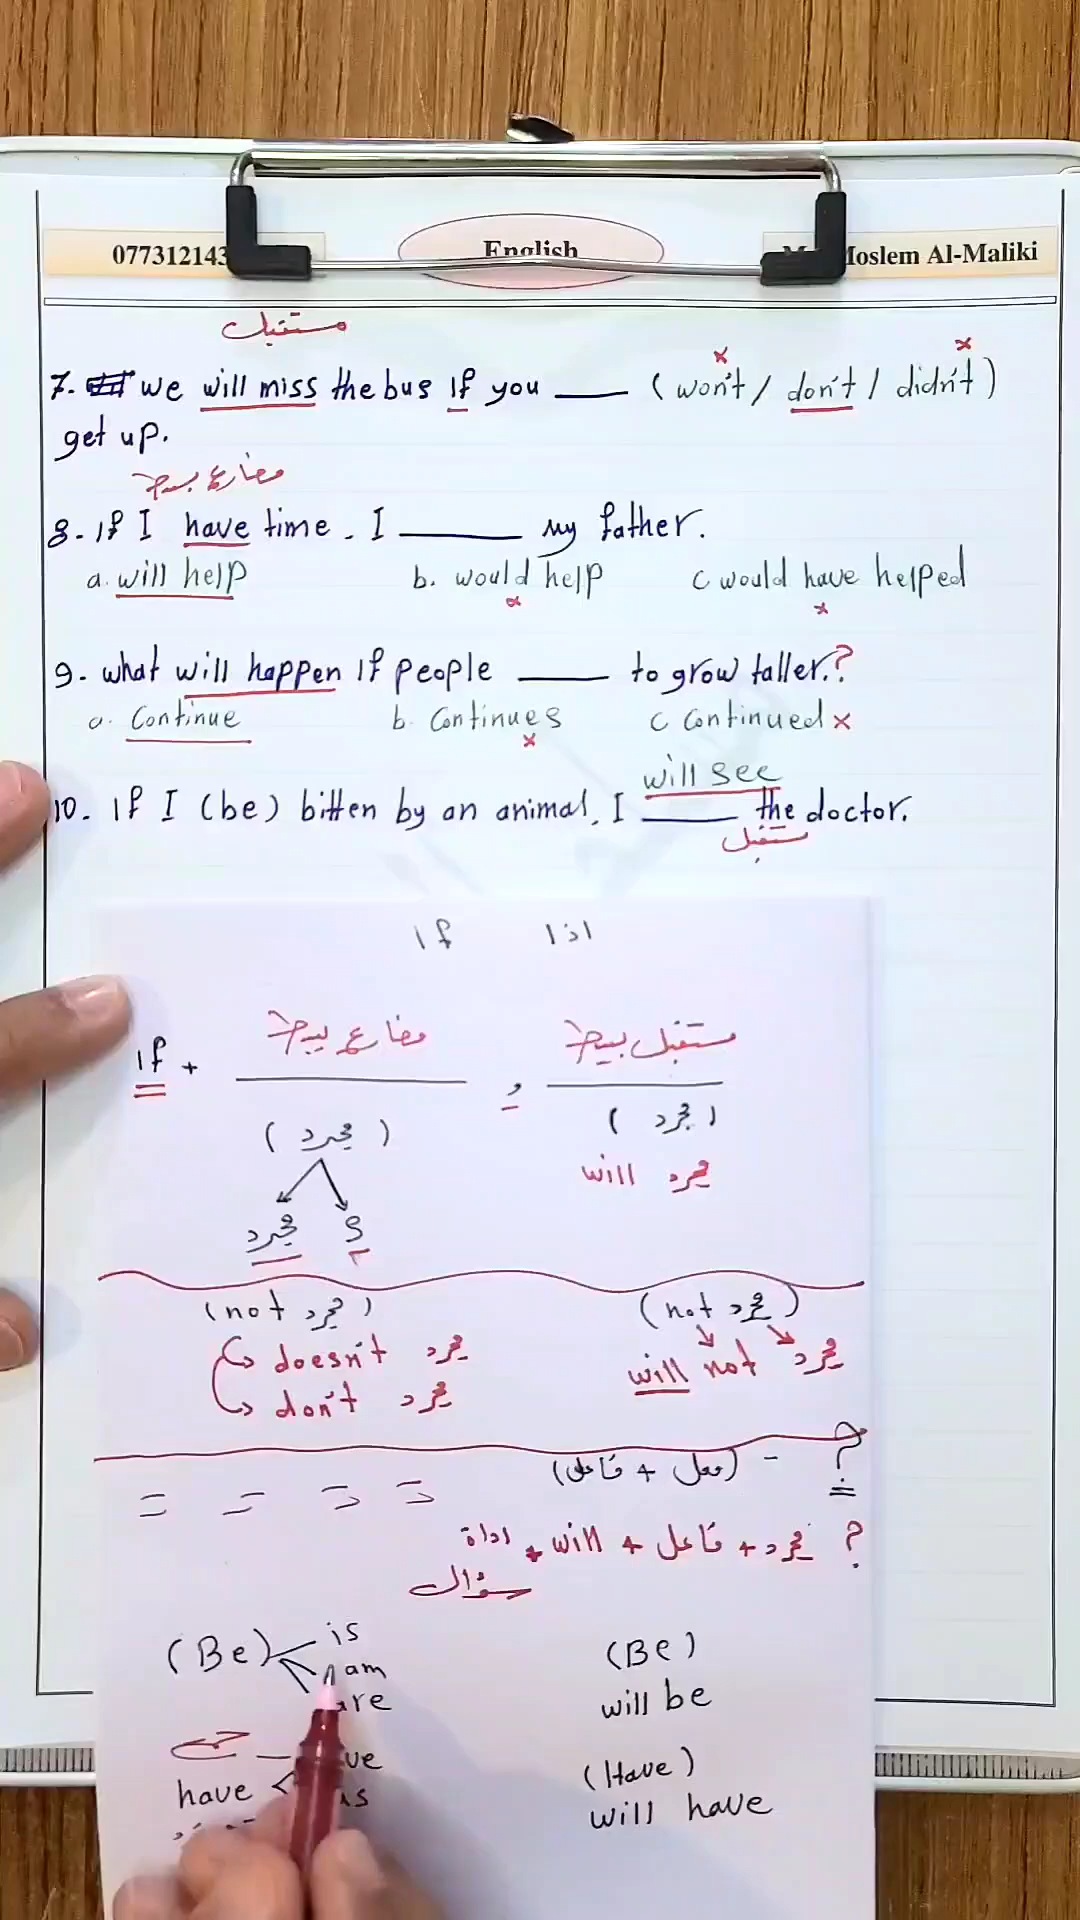 077312143
English
Moslem Al-Maliki
مستقبل
7. we will miss the bus If you ____ ( won't / don't / didn't )
get up.
مضارع بسيط
8. If I have time . I ____ my father.
a. will help b. would help c would have helped
9. what will happen If people ____ to grow taller.?
a. Continue b. Continues c Continued
will see
10. If I (be) bitten by an animal, I ____ the doctor.
مستقبل
If اذا
If + مضارع بسيط , مستقبل بسيط
( مجرد ) ( مجرد )
will مجرد
مجرد s
(not مجرد) (not مجرد)
doesn't مجرد will not مجرد
don't مجرد
(فعل + فاعل) - ?
? مجرد + فاعل + will + اداة
سؤال
(Be) is (Be)
am will be
are
(Have)
have will have